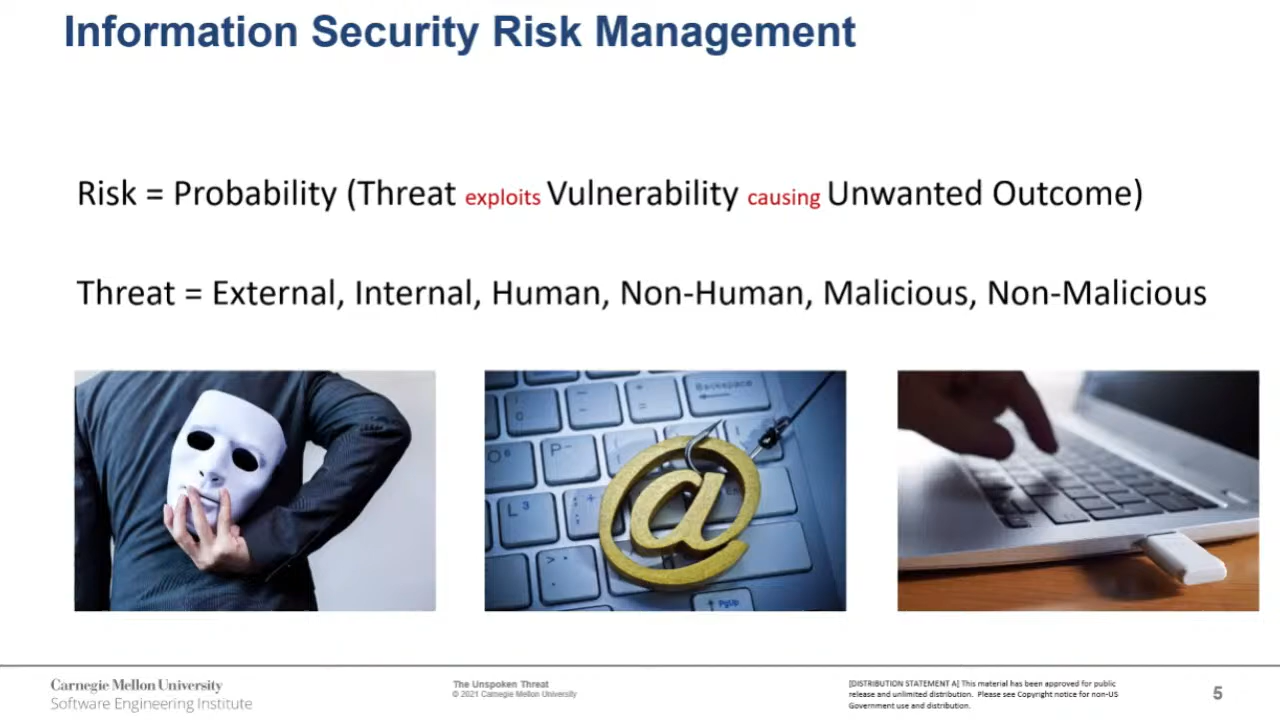 Information Security Risk Management
Risk = Probability (Threat exploits Vulnerability causing Unwanted Outcome)
Threat = External, Internal, Human, Non-Human, Malicious, Non-Malicious
Backspace
P
L 3
PgUp
@
Carnegie Mellon University
Software Engineering Institute
The Unspoken Threat
© 2021 Carnegie Mellon University
[DISTRIBUTION STATEMENT A] This material has been approved for public
release and unlimited distribution. Please see Copyright notice for non-US
Government use and distribution.
5